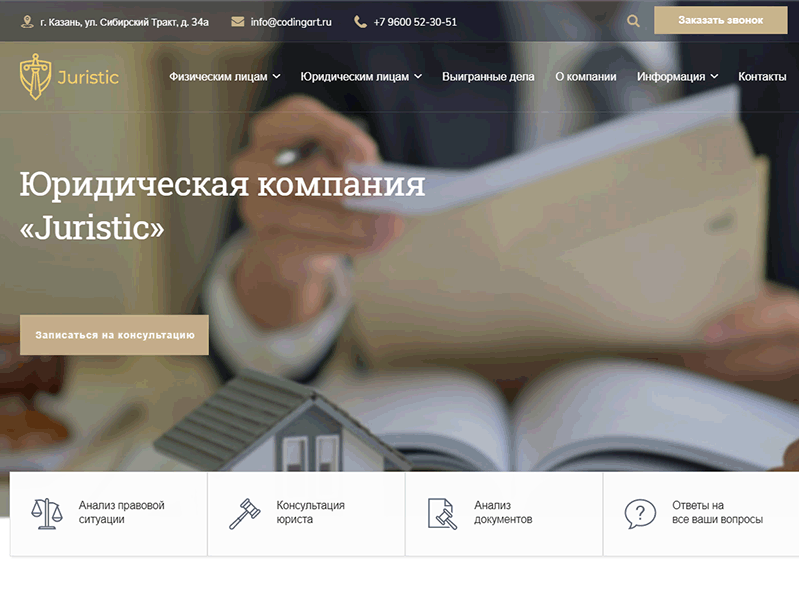 г. Казань, ул. Сибирский Тракт, д. 34а
info@codingart.ru
+7 9600 52-30-51
Заказать звонок
Juristic
Физическим лицам
Юридическим лицам
Выигранные дела
О компании
Информация
Контакты
Юридическая компания
«Juristic»
Записаться на консультацию
Анализ правовой
ситуации
Консультация
юриста
Анализ
документов
Ответы на
все ваши вопросы